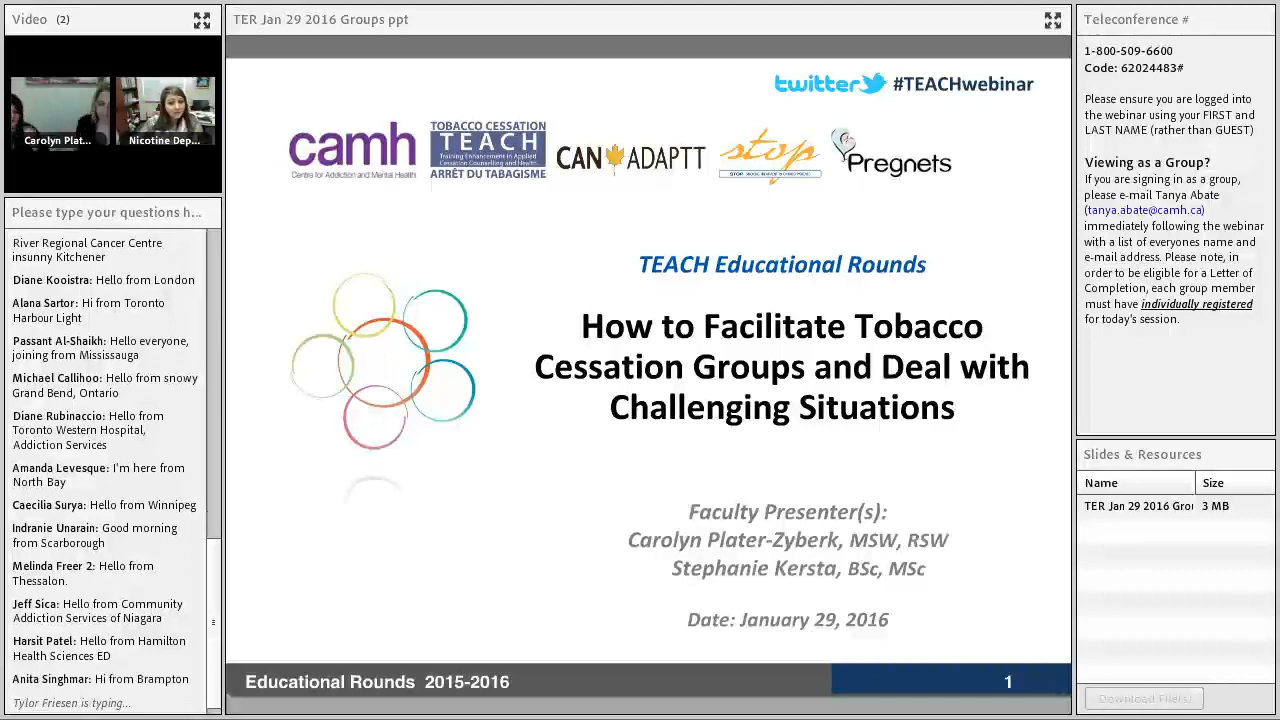 Video (2)
Carolyn Plat...
Nicotine Dep...
Please type your questions h...
River Regional Cancer Centre
insunny Kitchener
Diane Kooistra: Hello from London
Alana Sartor: Hi from Toronto
Harbour Light
Passant Al-Shaikh: Hello everyone,
joining from Mississauga
Michael Callihoo: Hello from snowy
Grand Bend, Ontario
Diane Rubinaccio: Hello from
Toronto Western Hospital,
Addiction Services
Amanda Levesque: I'm here from
North Bay
Caecilia Surya: Hello from Winnipeg
Indranie Unarain: Good morning
from Scarborough
Melinda Freer 2: Hello from
Thessalon.
Jeff Sica: Hello from Community
Addiction Services of Niagara
Harsit Patel: Hello from Hamilton
Health Sciences ED
Anita Singhmar: Hi from Brampton
Tylor Friesen is typing...
TER Jan 29 2016 Groups ppt
twitter #TEACHwebinar
camh
Centre for Addiction and Mental Health
TOBACCO CESSATION
TEACH
Training Enhancement in Applied
Cessation Counselling and Health
ARRÊT DU TABAGISME
CAN ADAPTT
stop
Pregnets
TEACH Educational Rounds
How to Facilitate Tobacco
Cessation Groups and Deal with
Challenging Situations
Faculty Presenter(s):
Carolyn Plater-Zyberk, MSW, RSW
Stephanie Kersta, BSc, MSc
Date: January 29, 2016
Educational Rounds 2015-2016
1
Teleconference #
1-800-509-6600
Code: 62024483#
Please ensure you are logged into
the webinar using your FIRST and
LAST NAME (rather than GUEST)
Viewing as a Group?
If you are signing in as a group,
please e-mail Tanya Abate
(tanya.abate@camh.ca)
immediately following the webinar
with a list of everyones name and
e-mail address. Please note, in
order to be eligible for a Letter of
Completion, each group member
must have individually registered
for today's session.
Slides & Resources
Name Size
TER Jan 29 2016 Grou 3 MB
Download File(s)